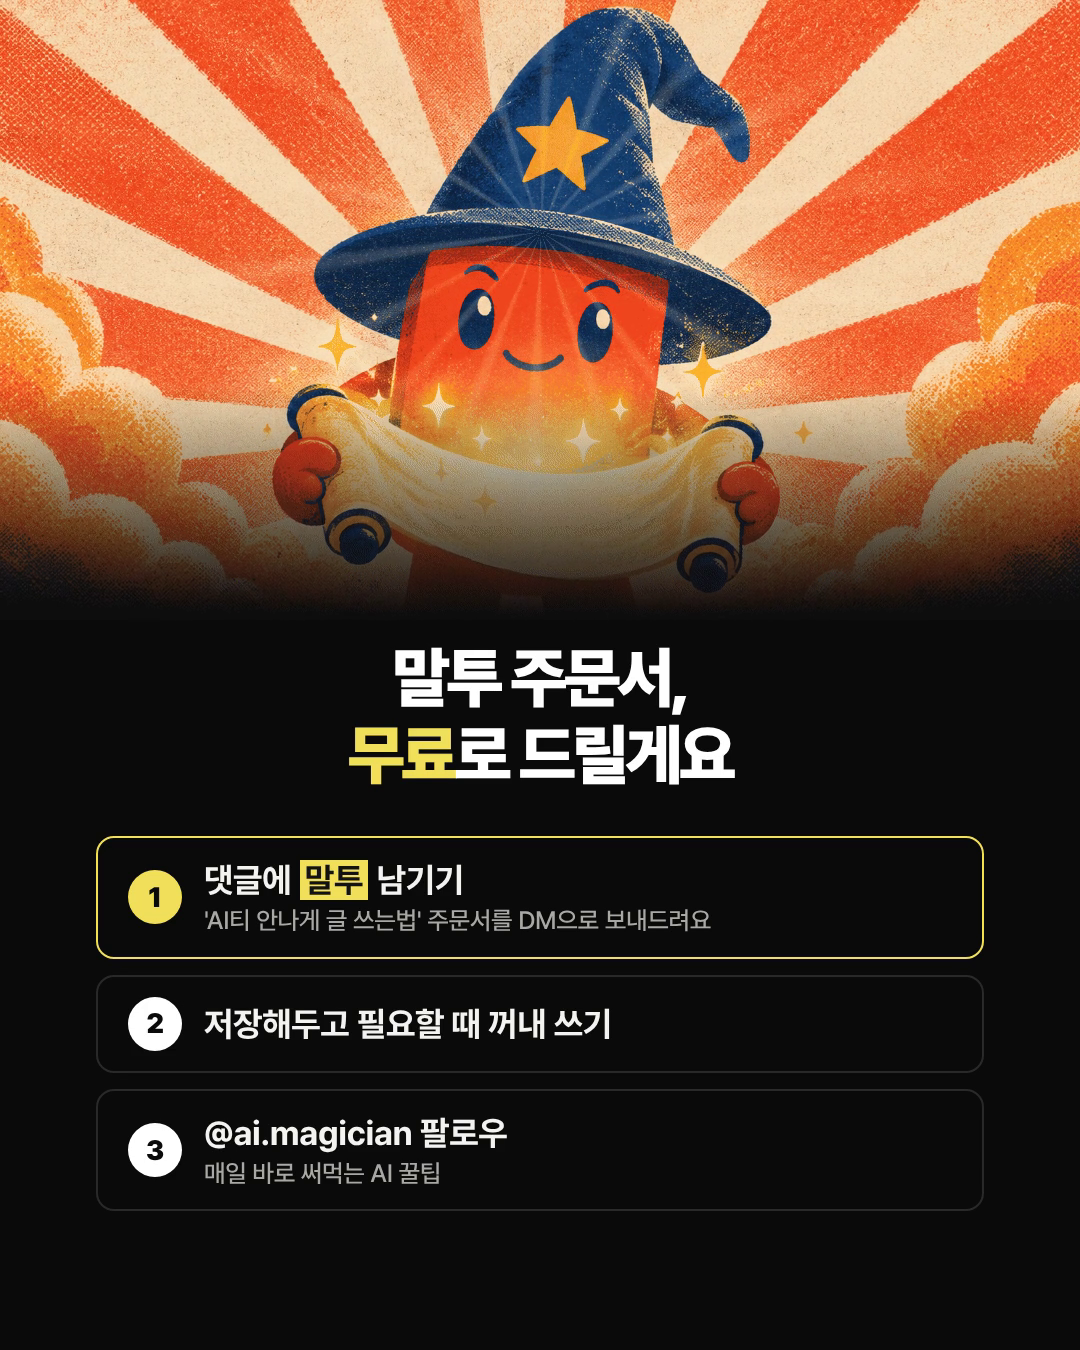 말투 주문서,
무료로 드릴게요
1
댓글에 말투 남기기
'AI티 안나게 글 쓰는법' 주문서를 DM으로 보내드려요
2
저장해두고 필요할 때 꺼내 쓰기
3
@ai.magician 팔로우
매일 바로 써먹는 AI 꿀팁